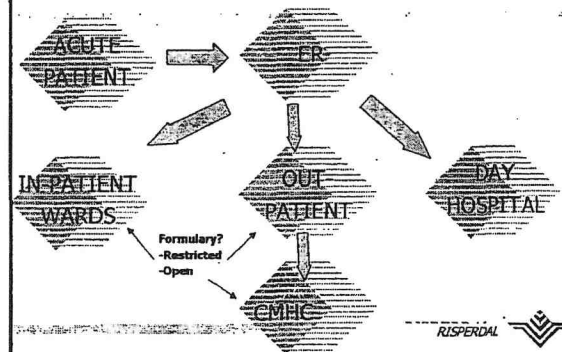 ACUTE
PATIENT
ER
IN-PATIENT
WARDS
OUT
PATIENT
DAY
HOSPITAL
Formulary?
-Restricted
-Open
CMHC
RISPERDAL